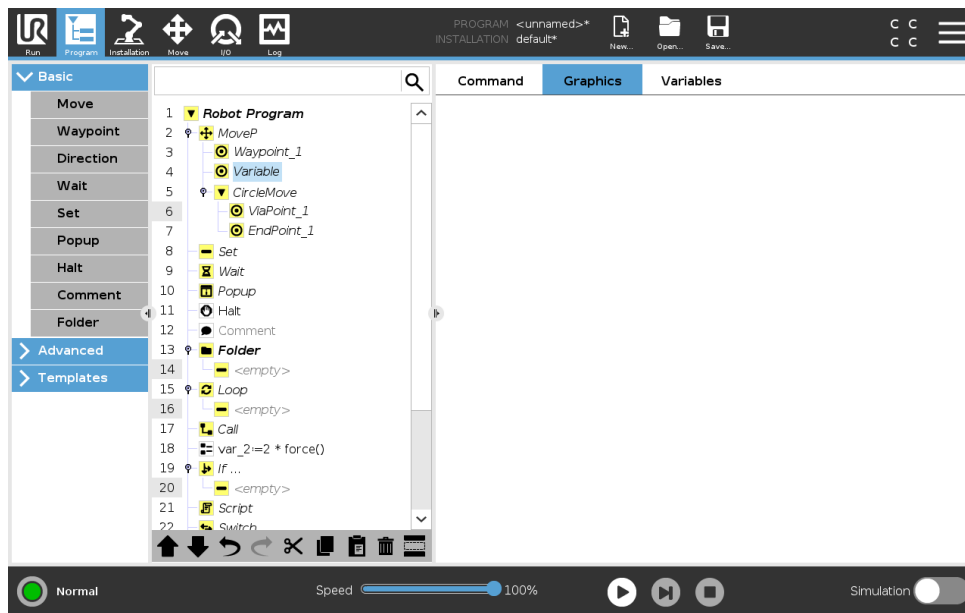 PROGRAM <unnamed>*
INSTALLATION default*
Run Program Installation Move I/O Log New... Open... Save...
C C
C C
Basic
Move
Waypoint
Direction
Wait
Set
Popup
Halt
Comment
Folder
Advanced
Templates
Command Graphics Variables
1 Robot Program
2 MoveP
3 Waypoint_1
4 Variable
5 CircleMove
6 ViaPoint_1
7 EndPoint_1
8 Set
9 Wait
10 Popup
11 Halt
12 Comment
13 Folder
14 <empty>
15 Loop
16 <empty>
17 Call
18 var_2:=2 * force()
19 If ...
20 <empty>
21 Script
22 Switch
Normal Speed 100% Simulation